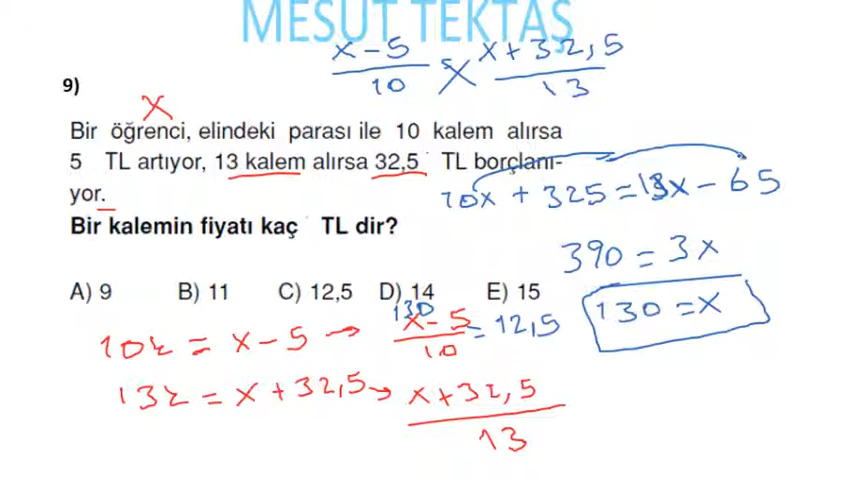 MESUT TEKTAŞ
x-5/10 X x+32,5/13
9)
x
Bir öğrenci, elindeki parası ile 10 kalem alırsa
5 TL artıyor, 13 kalem alırsa 32,5 TL borçlanı-
yor.
10x + 325 = 13x - 65
Bir kalemin fiyatı kaç TL dir?
390 = 3x
A) 9 B) 11 C) 12,5 D) 14 E) 15
130 = x
10k = x - 5 → x - 5/10 = 12,5
130
13k = x + 32,5 → x + 32,5/13